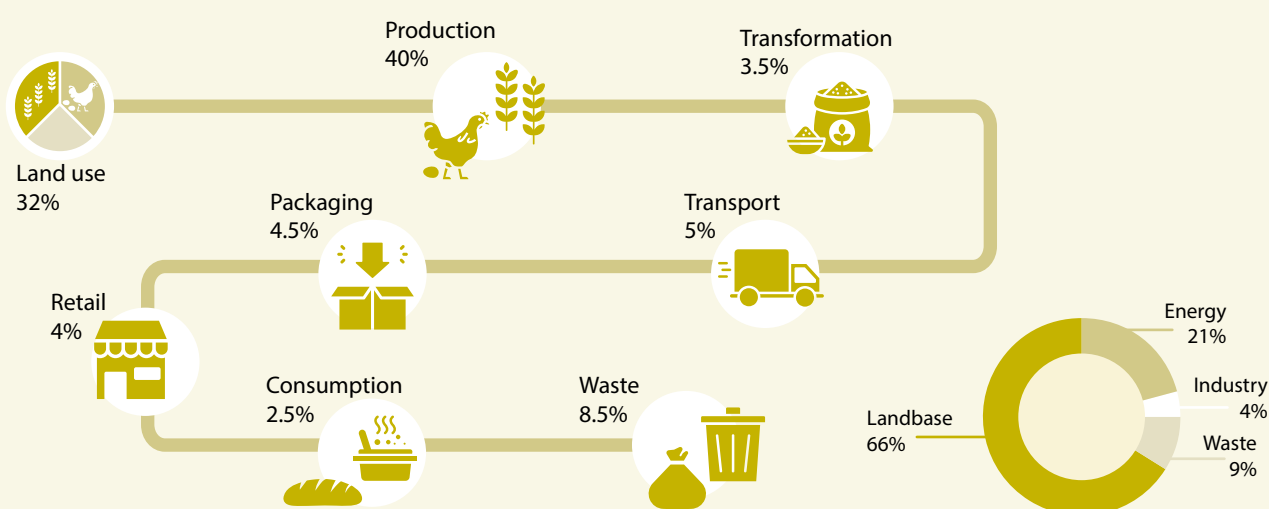 Land use
32%
Production
40%
Transformation
3.5%
Transport
5%
Packaging
4.5%
Retail
4%
Consumption
2.5%
Waste
8.5%
Energy
21%
Industry
4%
Waste
9%
Landbase
66%